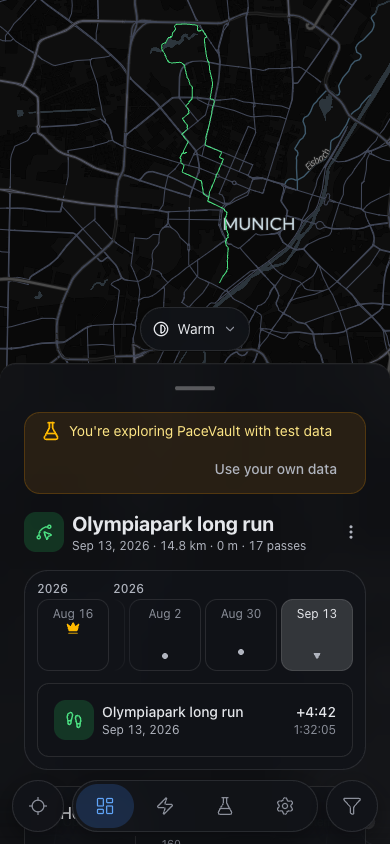 Eisbach
MUNICH
Warm
You're exploring PaceVault with test data
Use your own data
Olympiapark long run
Sep 13, 2026 · 14.8 km · 0 m · 17 passes
2026 2026
Aug 16 Aug 2 Aug 30 Sep 13
Olympiapark long run +4:42
Sep 13, 2026 1:32:05
160